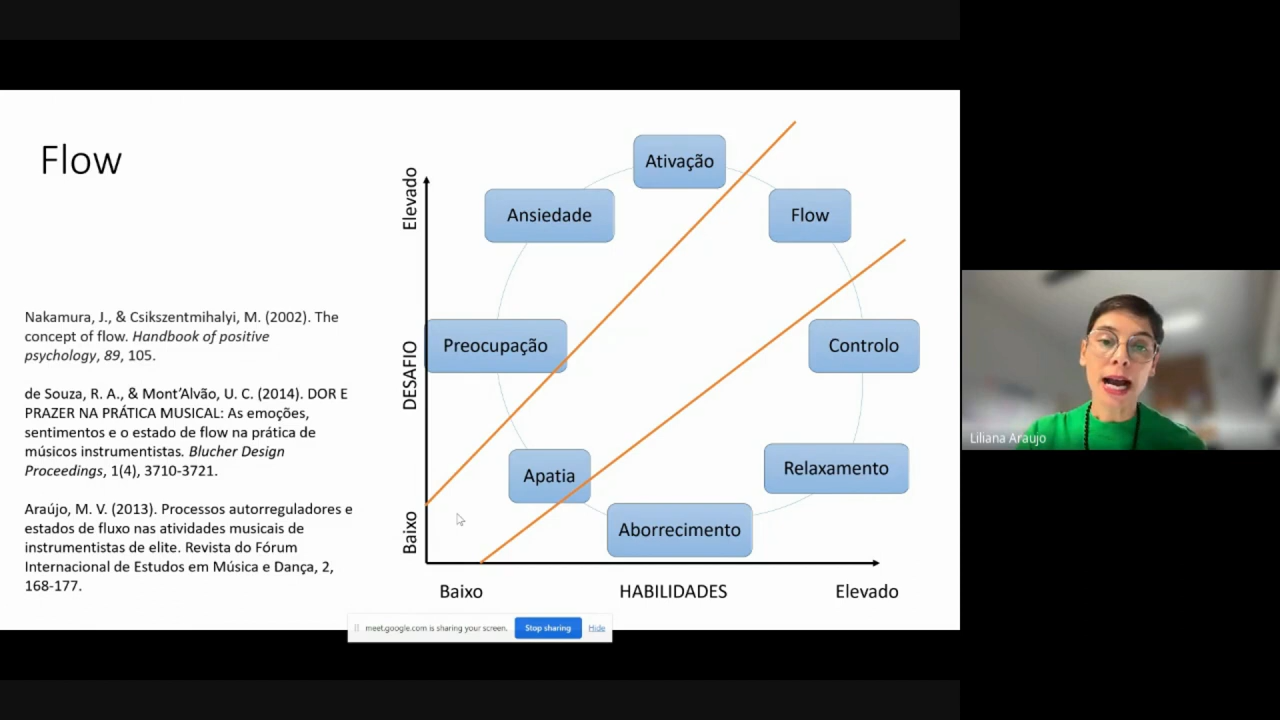 Flow
Nakamura, J., & Csikszentmihalyi, M. (2002). The
concept of flow. Handbook of positive
psychology, 89, 105.
de Souza, R. A., & Mont’Alvão, U. C. (2014). DOR E
PRAZER NA PRÁTICA MUSICAL: As emoções,
sentimentos e o estado de flow na prática de
músicos instrumentistas. Blucher Design
Proceedings, 1(4), 3710-3721.
Araújo, M. V. (2013). Processos autorreguladores e
estados de fluxo nas atividades musicais de
instrumentistas de elite. Revista do Fórum
Internacional de Estudos em Música e Dança, 2,
168-177.
Elevado
DESAFIO
Baixo
Ativação
Ansiedade
Flow
Preocupação
Controlo
Apatia
Relaxamento
Aborrecimento
Baixo
HABILIDADES
Elevado
meet.google.com is sharing your screen.
Stop sharing
Hide
Liliana Araujo